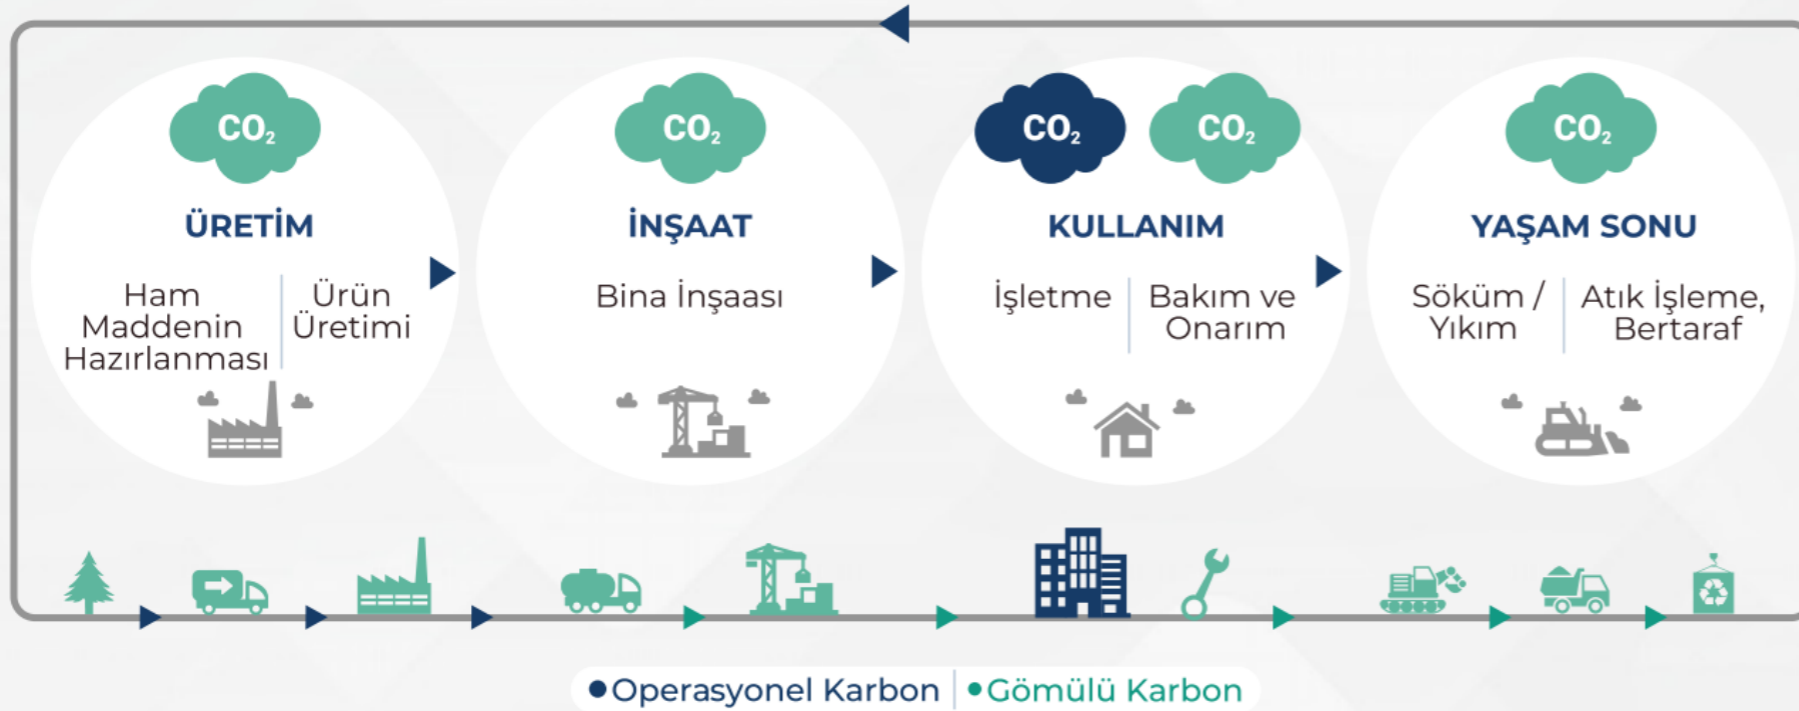 CO₂
CO₂
CO₂
CO₂
CO₂
ÜRETİM
Ham
Maddenin
Hazırlanması
Ürün
Üretimi
İNŞAAT
Bina İnşaası
KULLANIM
İşletme
Bakım ve
Onarım
YAŞAM SONU
Söküm /
Yıkım
Atık İşleme,
Bertaraf
Operasyonel Karbon
Gömülü Karbon